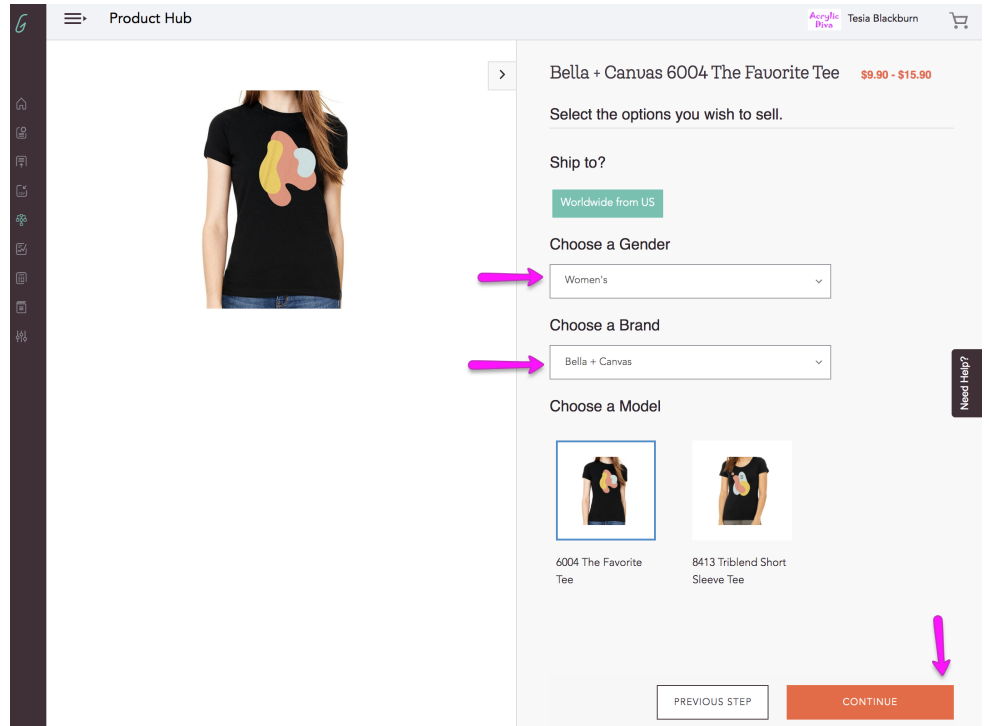 G
Product Hub
Acrylic
Diva
Tesia Blackburn
Bella + Canvas 6004 The Favorite Tee
$9.90 - $15.90
Select the options you wish to sell.
Ship to?
Worldwide from US
Choose a Gender
Women's
Choose a Brand
Bella + Canvas
Need Help?
Choose a Model
6004 The Favorite
Tee
8413 Triblend Short
Sleeve Tee
PREVIOUS STEP
CONTINUE